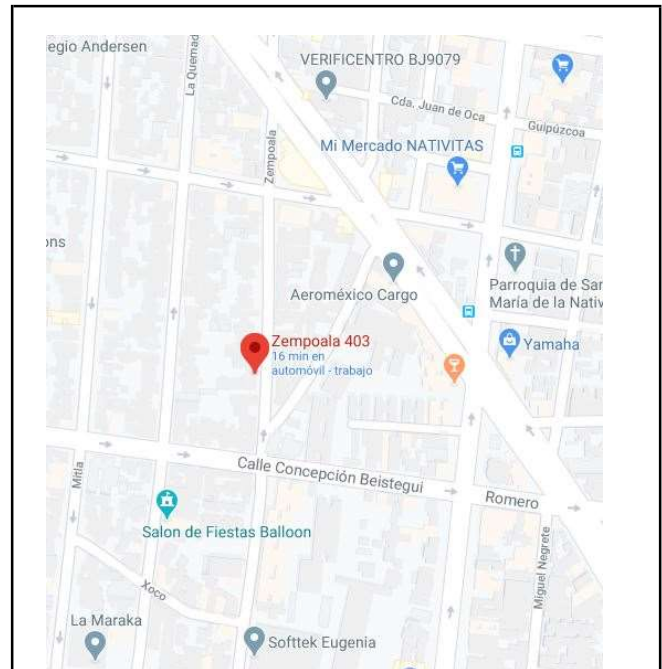 egio Andersen
La Quemad
VERIFICENTRO BJ9079
Cda. Juan de Oca
Guipúzcoa
Mi Mercado NATIVITAS
Zempoala
ons
Aeroméxico Cargo
Parroquia de Sar
María de la Nativ
Zempoala 403
16 min en
automóvil - trabajo
Yamaha
Calle Concepción Beistegui
Romero
Mitla
Salon de Fiestas Balloon
Miguel Negrete
Xoco
La Maraka
Softtek Eugenia